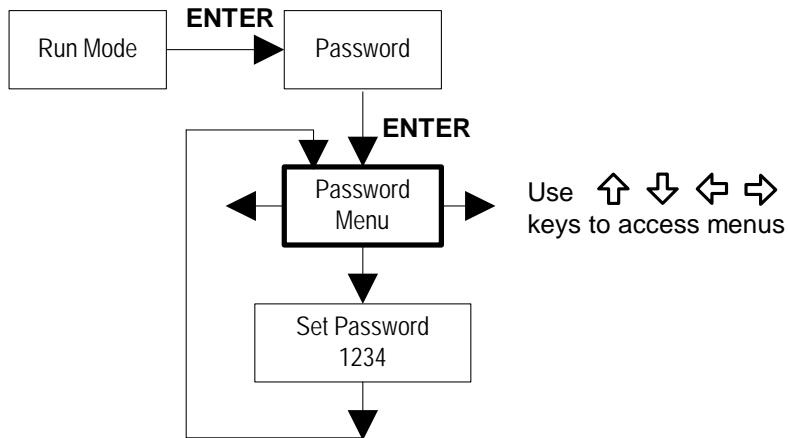 ENTER
Run Mode
Password
ENTER
Password
Menu
Use
keys to access menus
Set Password
1234